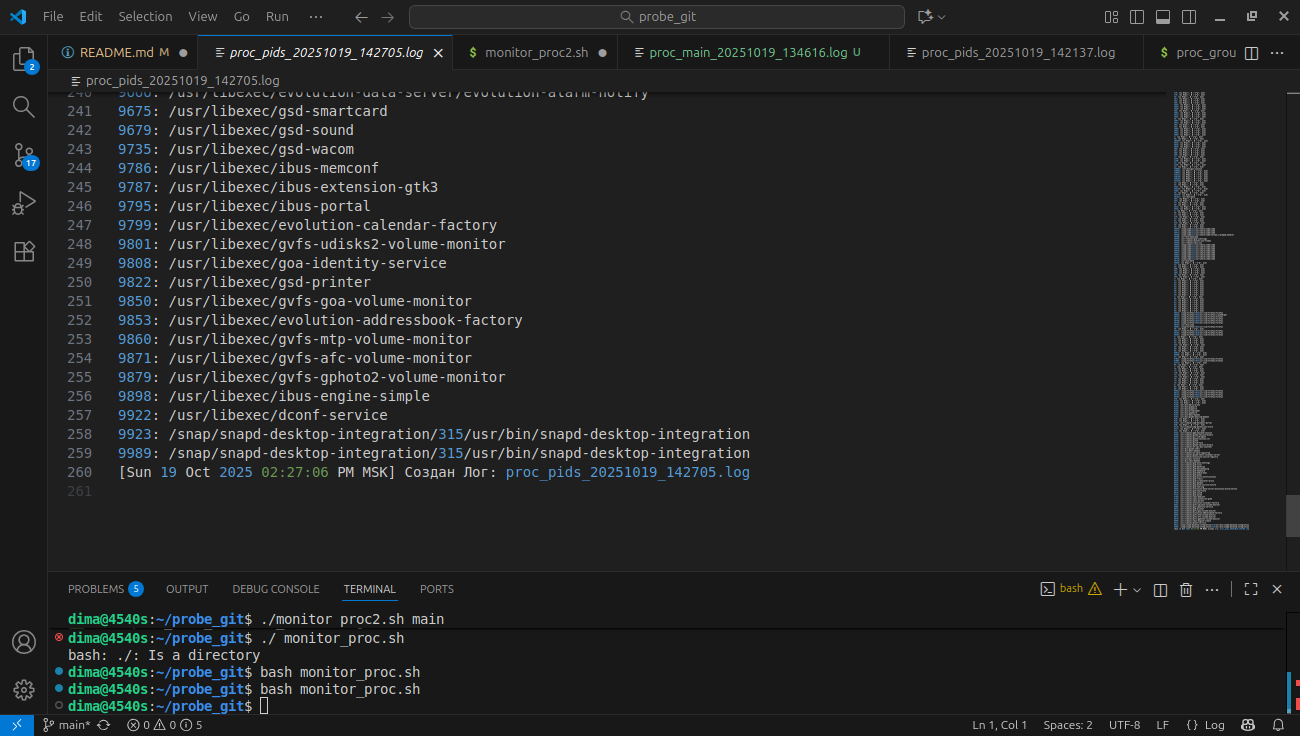 File Edit Selection View Go Run ··· probe_git
README.md M ● proc_pids_20251019_142705.log × $ monitor_proc2.sh ● proc_main_20251019_134616.log U proc_pids_20251019_142137.log $ proc_grou ···
proc_pids_20251019_142705.log
240 9666: /usr/libexec/evolution-data-server/evolution-alarm-notify
241 9675: /usr/libexec/gsd-smartcard
242 9679: /usr/libexec/gsd-sound
243 9735: /usr/libexec/gsd-wacom
244 9786: /usr/libexec/ibus-memconf
245 9787: /usr/libexec/ibus-extension-gtk3
246 9795: /usr/libexec/ibus-portal
247 9799: /usr/libexec/evolution-calendar-factory
248 9801: /usr/libexec/gvfs-udisks2-volume-monitor
249 9808: /usr/libexec/goa-identity-service
250 9822: /usr/libexec/gsd-printer
251 9850: /usr/libexec/gvfs-goa-volume-monitor
252 9853: /usr/libexec/evolution-addressbook-factory
253 9860: /usr/libexec/gvfs-mtp-volume-monitor
254 9871: /usr/libexec/gvfs-afc-volume-monitor
255 9879: /usr/libexec/gvfs-gphoto2-volume-monitor
256 9898: /usr/libexec/ibus-engine-simple
257 9922: /usr/libexec/dconf-service
258 9923: /snap/snapd-desktop-integration/315/usr/bin/snapd-desktop-integration
259 9989: /snap/snapd-desktop-integration/315/usr/bin/snapd-desktop-integration
260 [Sun 19 Oct 2025 02:27:06 PM MSK] Создан Лог: proc_pids_20251019_142705.log
261
2
17
PROBLEMS 5 OUTPUT DEBUG CONSOLE TERMINAL PORTS bash ···
dima@4540s:~/probe_git$ ./monitor proc2.sh main
dima@4540s:~/probe_git$ ./ monitor_proc.sh
bash: ./: Is a directory
dima@4540s:~/probe_git$ bash monitor_proc.sh
dima@4540s:~/probe_git$ bash monitor_proc.sh
dima@4540s:~/probe_git$
main* 0 0 5 Ln 1, Col 1 Spaces: 2 UTF-8 LF {} Log